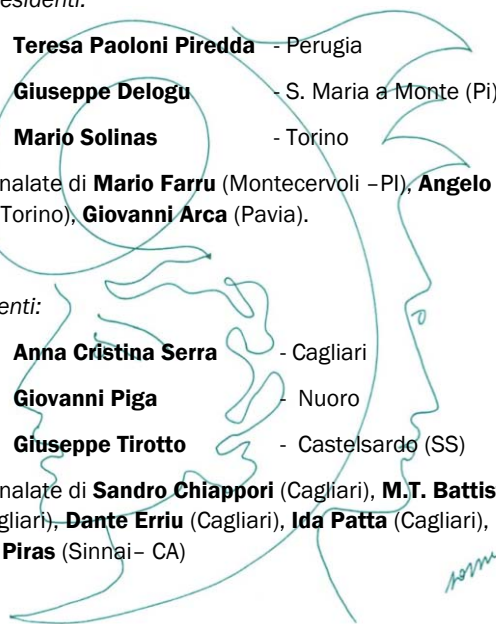 esidenti:
Teresa Paoloni Piredda - Perugia
Giuseppe Delogu - S. Maria a Monte (Pi)
Mario Solinas - Torino
nalate di Mario Farru (Montecervoli –PI), Angelo
Torino), Giovanni Arca (Pavia).
enti:
Anna Cristina Serra - Cagliari
Giovanni Piga - Nuoro
Giuseppe Tirotto - Castelsardo (SS)
nalate di Sandro Chiappori (Cagliari), M.T. Battis
gliari), Dante Erriu (Cagliari), Ida Patta (Cagliari),
Piras (Sinnai– CA)